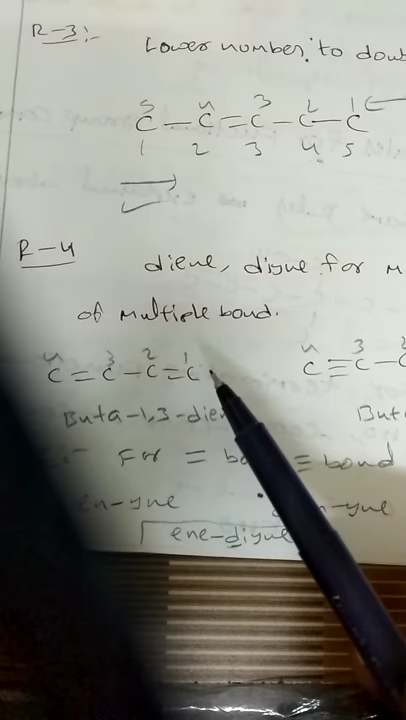 R-3:- Lower number to
5 4 3 2 1
C - C = C - C - C
1 2 3 4 5
R-4 diene, diyne for
of multiple bond.
4 3 2 1 4 3
C = C - C = C C ≡ C - C
Buta-1,3-die But
For = bo ≡ bond
en-yne n-yne
ene-diyne